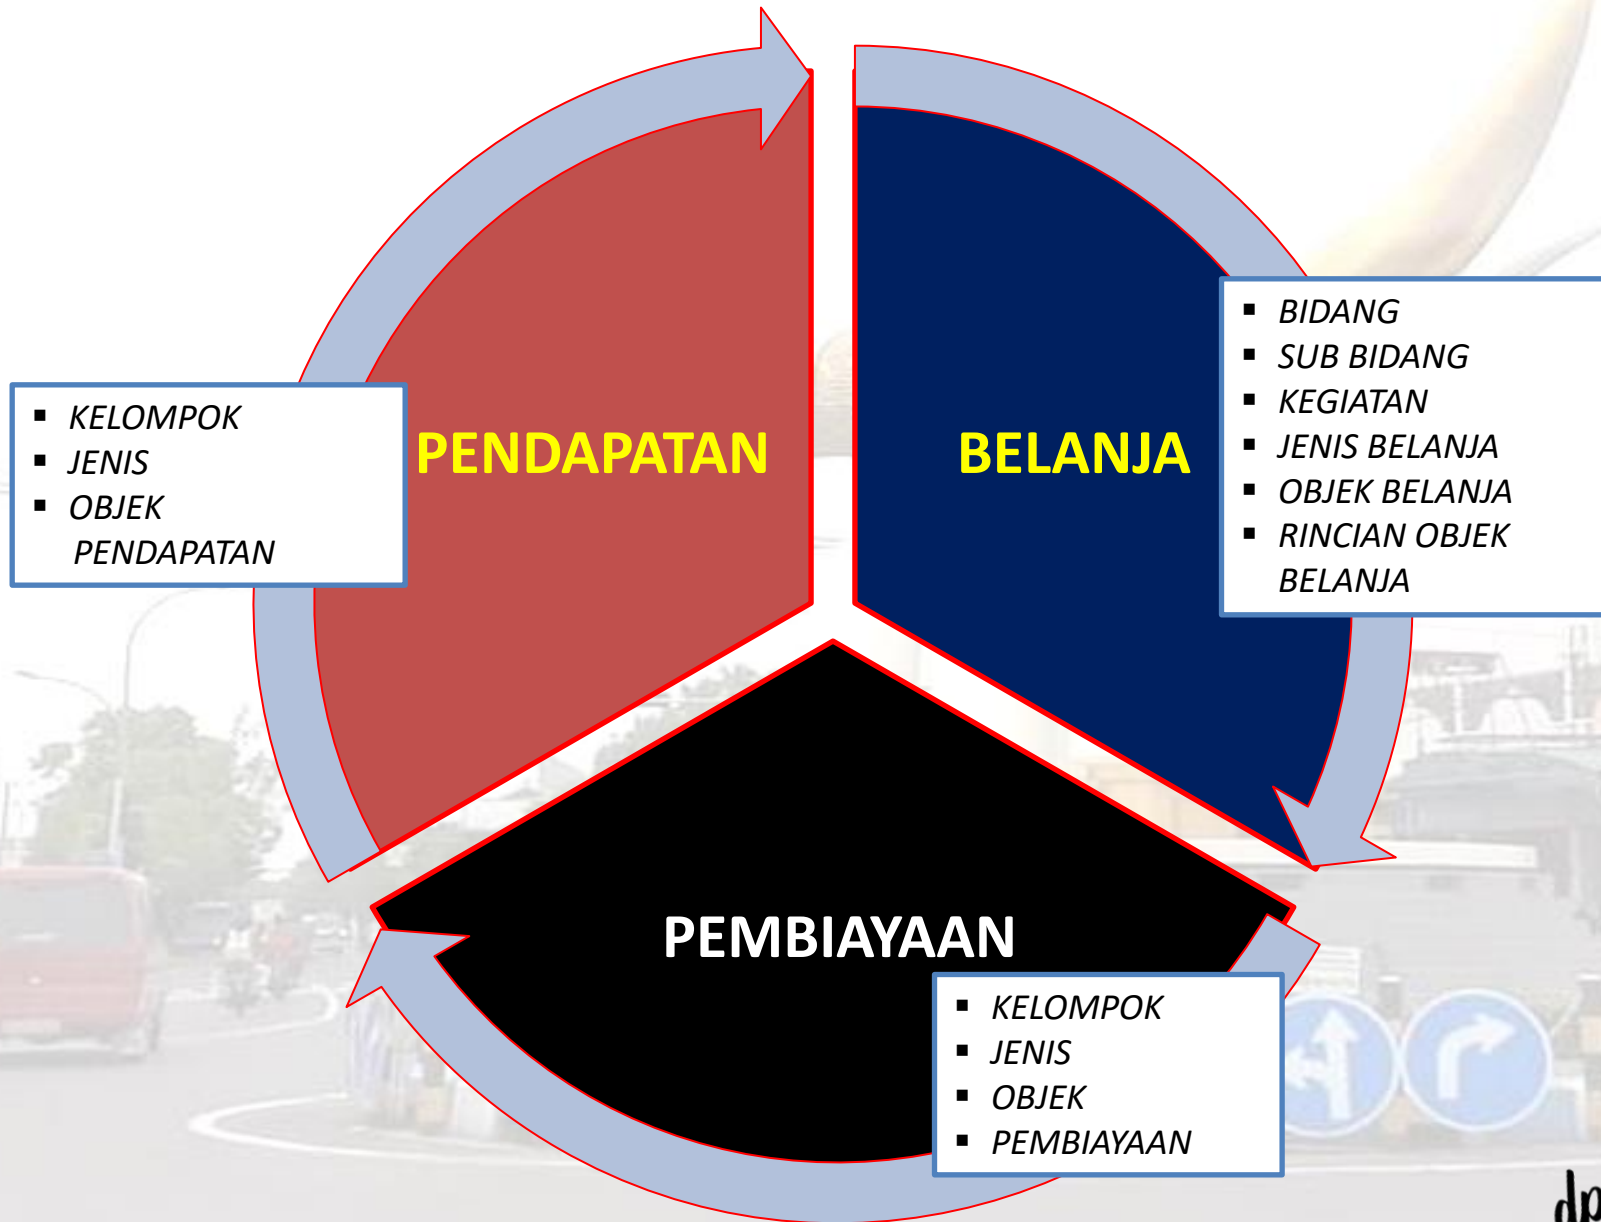 PENDAPATAN
▪ KELOMPOK
▪ JENIS
▪ OBJEK
PENDAPATAN
BELANJA
▪ BIDANG
▪ SUB BIDANG
▪ KEGIATAN
▪ JENIS BELANJA
▪ OBJEK BELANJA
▪ RINCIAN OBJEK
BELANJA
PEMBIAYAAN
▪ KELOMPOK
▪ JENIS
▪ OBJEK
▪ PEMBIAYAAN